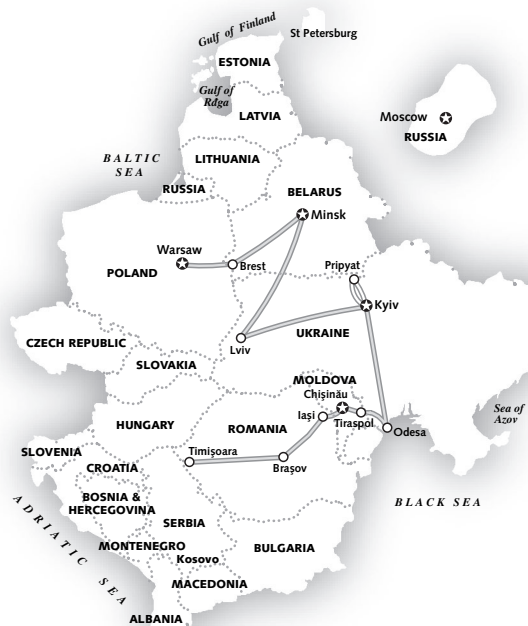 Gulf of Finland
St Petersburg
ESTONIA
Gulf of
Rdga
LATVIA
Moscow
RUSSIA
BALTIC
SEA
LITHUANIA
RUSSIA
BELARUS
Minsk
Warsaw
Brest
POLAND
Pripyat
Kyiv
CZECH REPUBLIC
UKRAINE
Lviv
SLOVAKIA
MOLDOVA
Chişinău
HUNGARY
ROMANIA
Iaşi
Tiraspol
Odesa
Sea of
Azov
SLOVENIA
Timişoara
CROATIA
Braşov
BOSNIA &
HERCEGOVINA
BLACK SEA
ADRIATIC SEA
SERBIA
MONTENEGRO
BULGARIA
Kosovo
MACEDONIA
ALBANIA